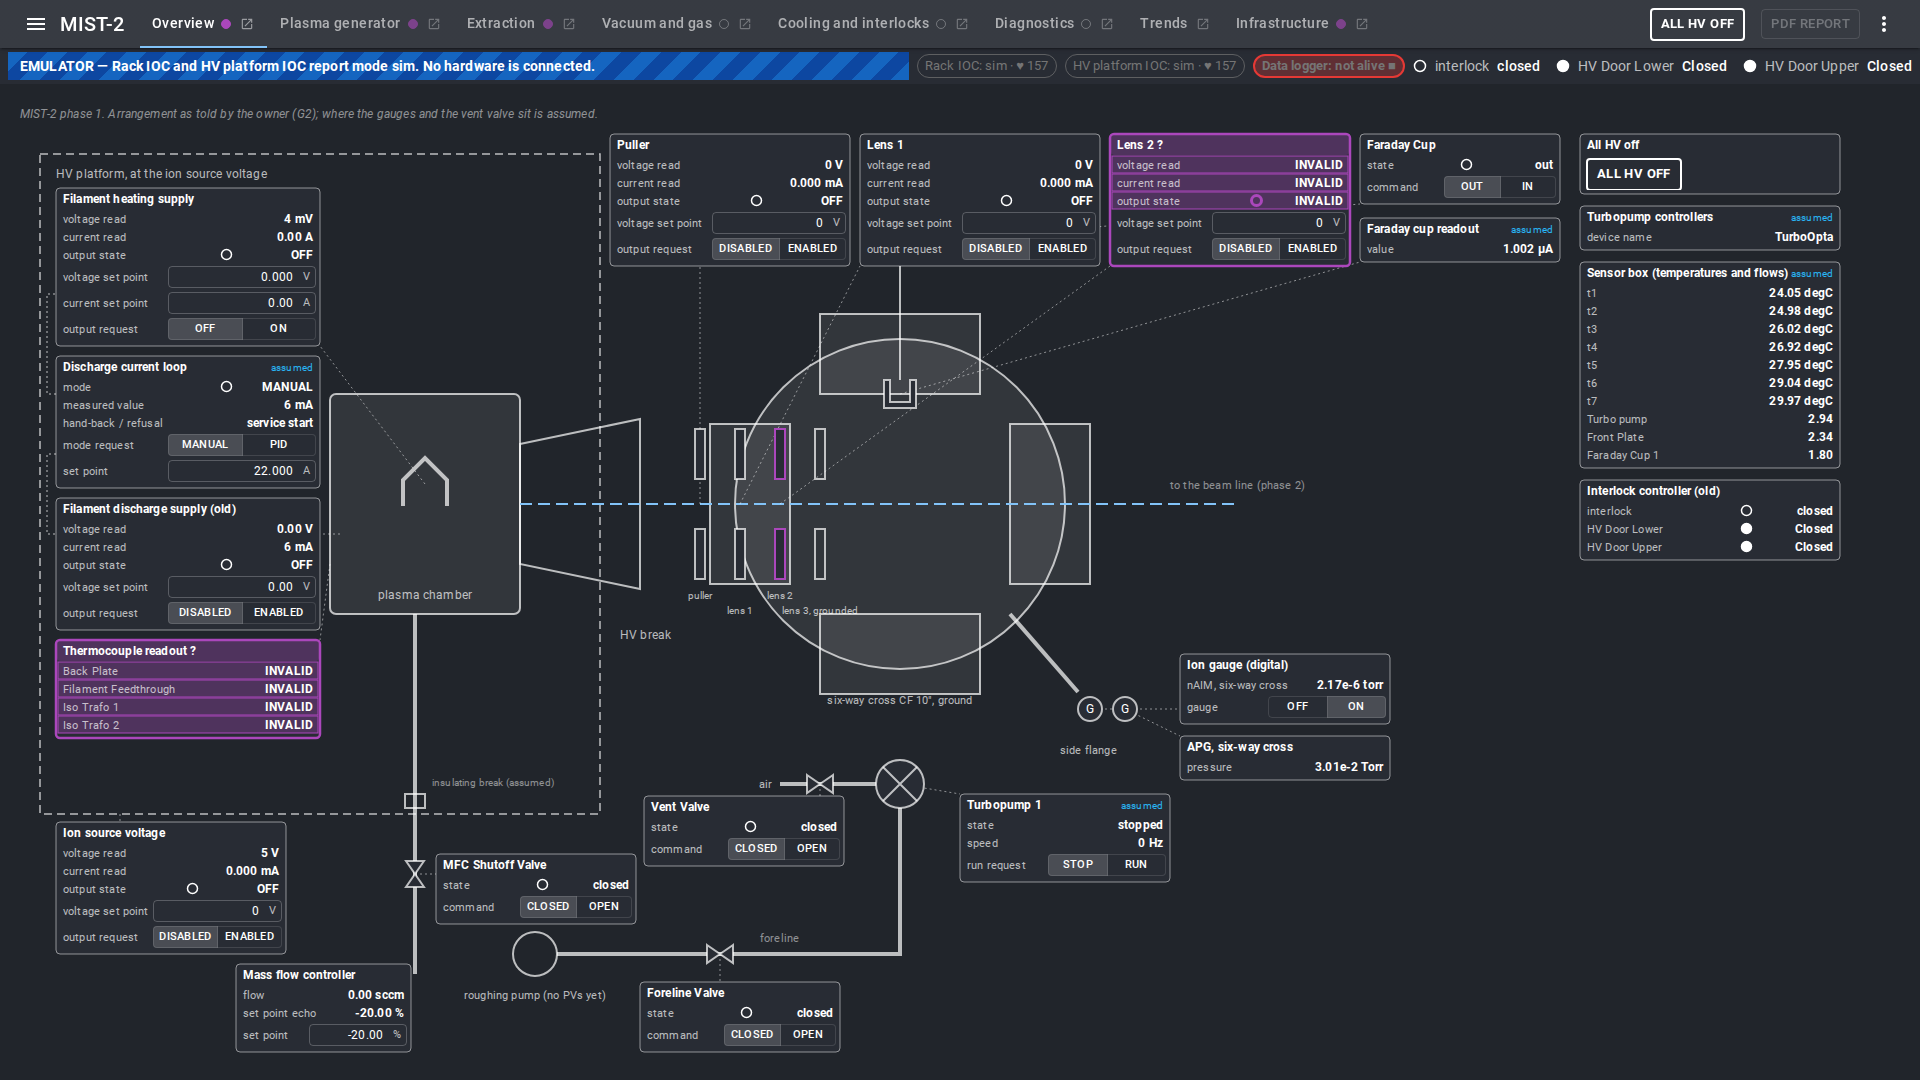 MIST-2
Overview
Plasma generator
Extraction
Vacuum and gas
Cooling and interlocks
Diagnostics
Trends
Infrastructure
ALL HV OFF
PDF REPORT
EMULATOR — Rack IOC and HV platform IOC report mode sim. No hardware is connected.
Rack IOC: sim · ♥ 157
HV platform IOC: sim · ♥ 157
Data logger: not alive ■
interlock closed
HV Door Lower Closed
HV Door Upper Closed
MIST-2 phase 1. Arrangement as told by the owner (G2); where the gauges and the vent valve sit is assumed.
HV platform, at the ion source voltage
Filament heating supply
voltage read 4 mV
current read 0.00 A
output state OFF
voltage set point 0.000 V
current set point 0.00 A
output request OFF ON
Discharge current loop assumed
mode MANUAL
measured value 6 mA
hand-back / refusal service start
mode request MANUAL PID
set point 22.000 A
Filament discharge supply (old)
voltage read 0.00 V
current read 6 mA
output state OFF
voltage set point 0.00 V
output request DISABLED ENABLED
Thermocouple readout ?
Back Plate INVALID
Filament Feedthrough INVALID
Iso Trafo 1 INVALID
Iso Trafo 2 INVALID
plasma chamber
insulating break (assumed)
Ion source voltage
voltage read 5 V
current read 0.000 mA
output state OFF
voltage set point 0 V
output request DISABLED ENABLED
Mass flow controller
flow 0.00 sccm
set point echo -20.00 %
set point -20.00 %
MFC Shutoff Valve
state closed
command CLOSED OPEN
Puller
voltage read 0 V
current read 0.000 mA
output state OFF
voltage set point 0 V
output request DISABLED ENABLED
Lens 1
voltage read 0 V
current read 0.000 mA
output state OFF
voltage set point 0 V
output request DISABLED ENABLED
Lens 2 ?
voltage read INVALID
current read INVALID
output state INVALID
voltage set point 0 V
output request DISABLED ENABLED
Faraday Cup
state out
command OUT IN
Faraday cup readout assumed
value 1.002 µA
All HV off
ALL HV OFF
Turbopump controllers assumed
device name TurboOpta
Sensor box (temperatures and flows) assumed
t1 24.05 degC
t2 24.98 degC
t3 26.02 degC
t4 26.92 degC
t5 27.95 degC
t6 29.04 degC
t7 29.97 degC
Turbo pump 2.94
Front Plate 2.34
Faraday Cup 1 1.80
Interlock controller (old)
interlock closed
HV Door Lower Closed
HV Door Upper Closed
to the beam line (phase 2)
puller
lens 1
lens 2
lens 3, grounded
HV break
six-way cross CF 10", ground
G
G
side flange
Ion gauge (digital)
nAIM, six-way cross 2.17e-6 torr
gauge OFF ON
APG, six-way cross
pressure 3.01e-2 Torr
air
Vent Valve
state closed
command CLOSED OPEN
Turbopump 1 assumed
state stopped
speed 0 Hz
run request STOP RUN
foreline
roughing pump (no PVs yet)
Foreline Valve
state closed
command CLOSED OPEN